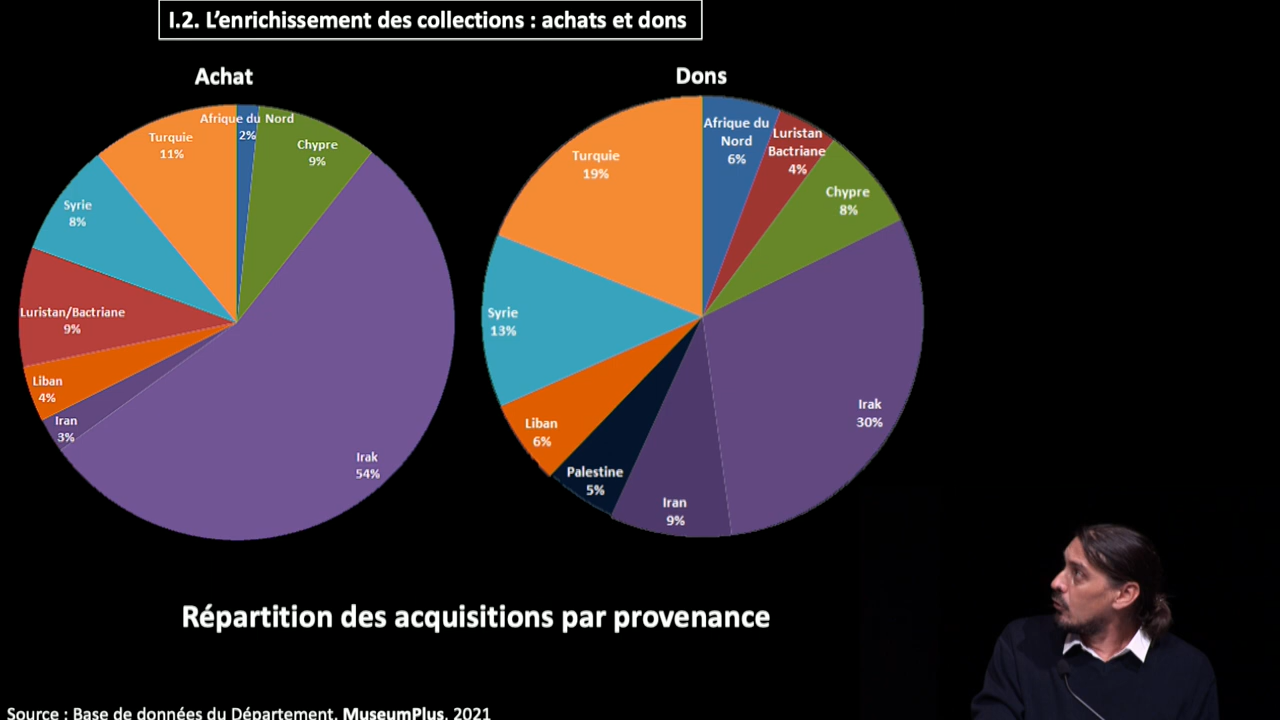 I.2. L’enrichissement des collections : achats et dons
Achat
Afrique du Nord
2%
Chypre
9%
Irak
54%
Iran
3%
Liban
4%
Luristan/Bactriane
9%
Syrie
8%
Turquie
11%
Dons
Afrique du
Nord
6%
Luristan
Bactriane
4%
Chypre
8%
Irak
30%
Iran
9%
Palestine
5%
Liban
6%
Syrie
13%
Turquie
19%
Répartition des acquisitions par provenance
Source : Base de données du Département, MuseumPlus, 2021